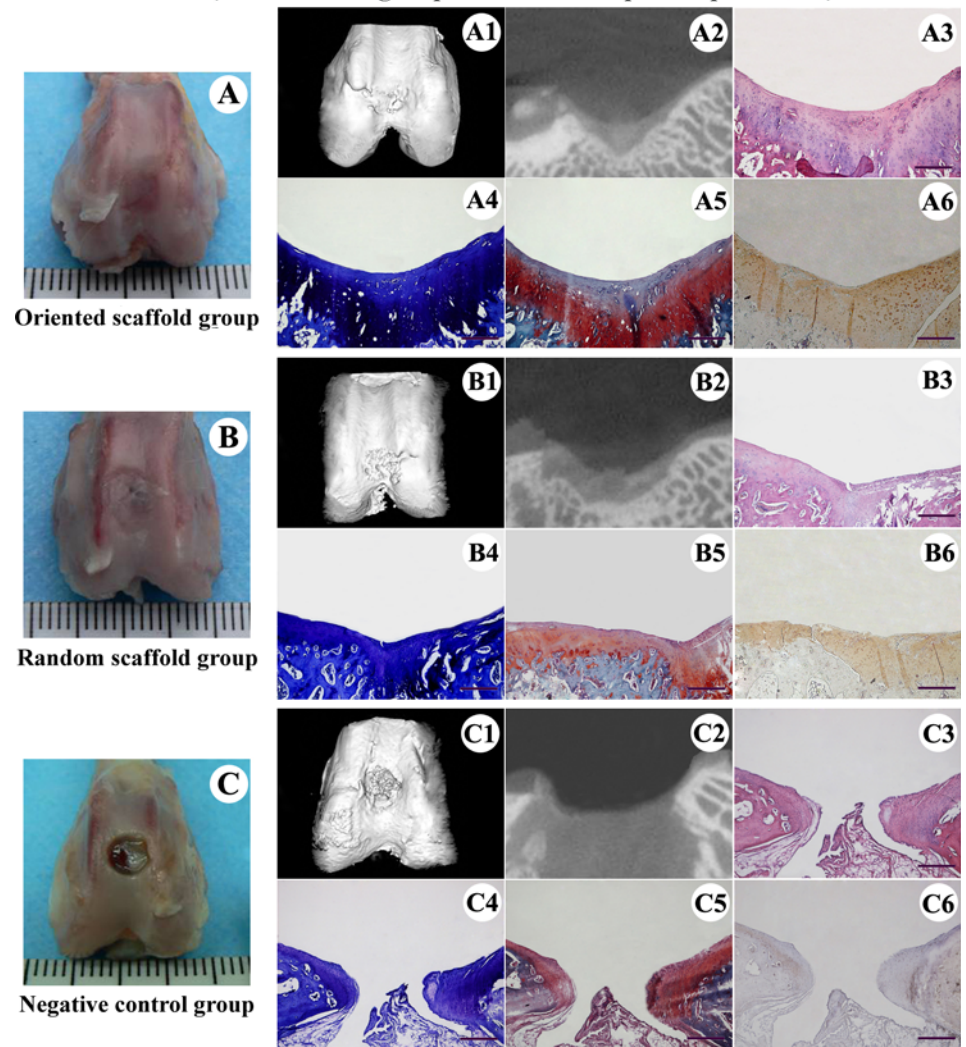 A
A1
A2
A3
A4
A5
A6
Oriented scaffold group
B
B1
B2
B3
B4
B5
B6
Random scaffold group
C
C1
C2
C3
C4
C5
C6
Negative control group